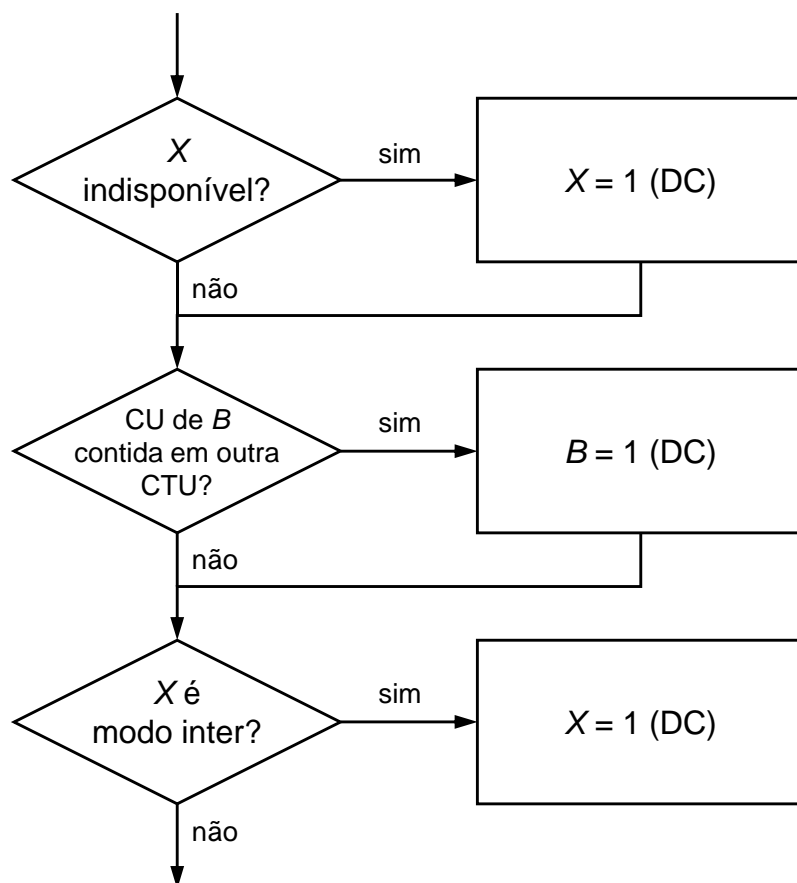 X
indisponível?
sim
X = 1 (DC)
não
CU de B
contida em outra
CTU?
sim
B = 1 (DC)
não
X é
modo inter?
sim
X = 1 (DC)
não